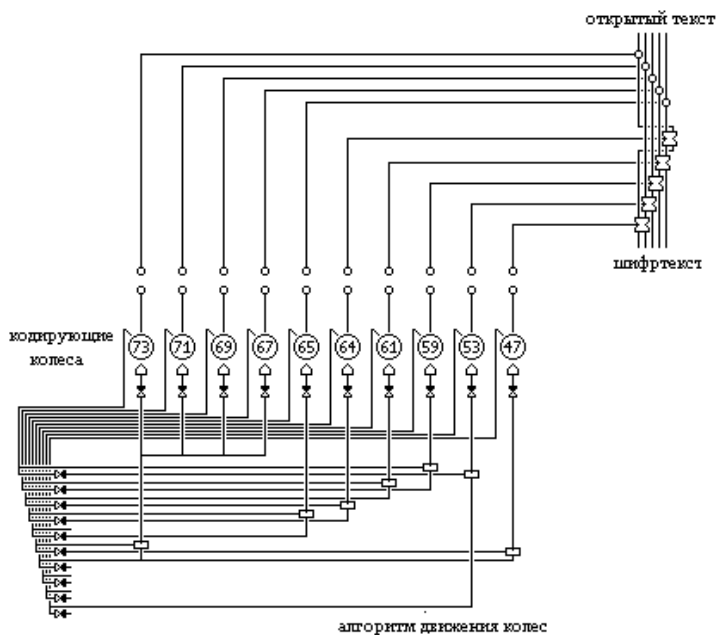 открытый текст
шифртекст
кодирующие
колеса
73 71 69 67 65 64 61 59 53 47
алгоритм движения колес